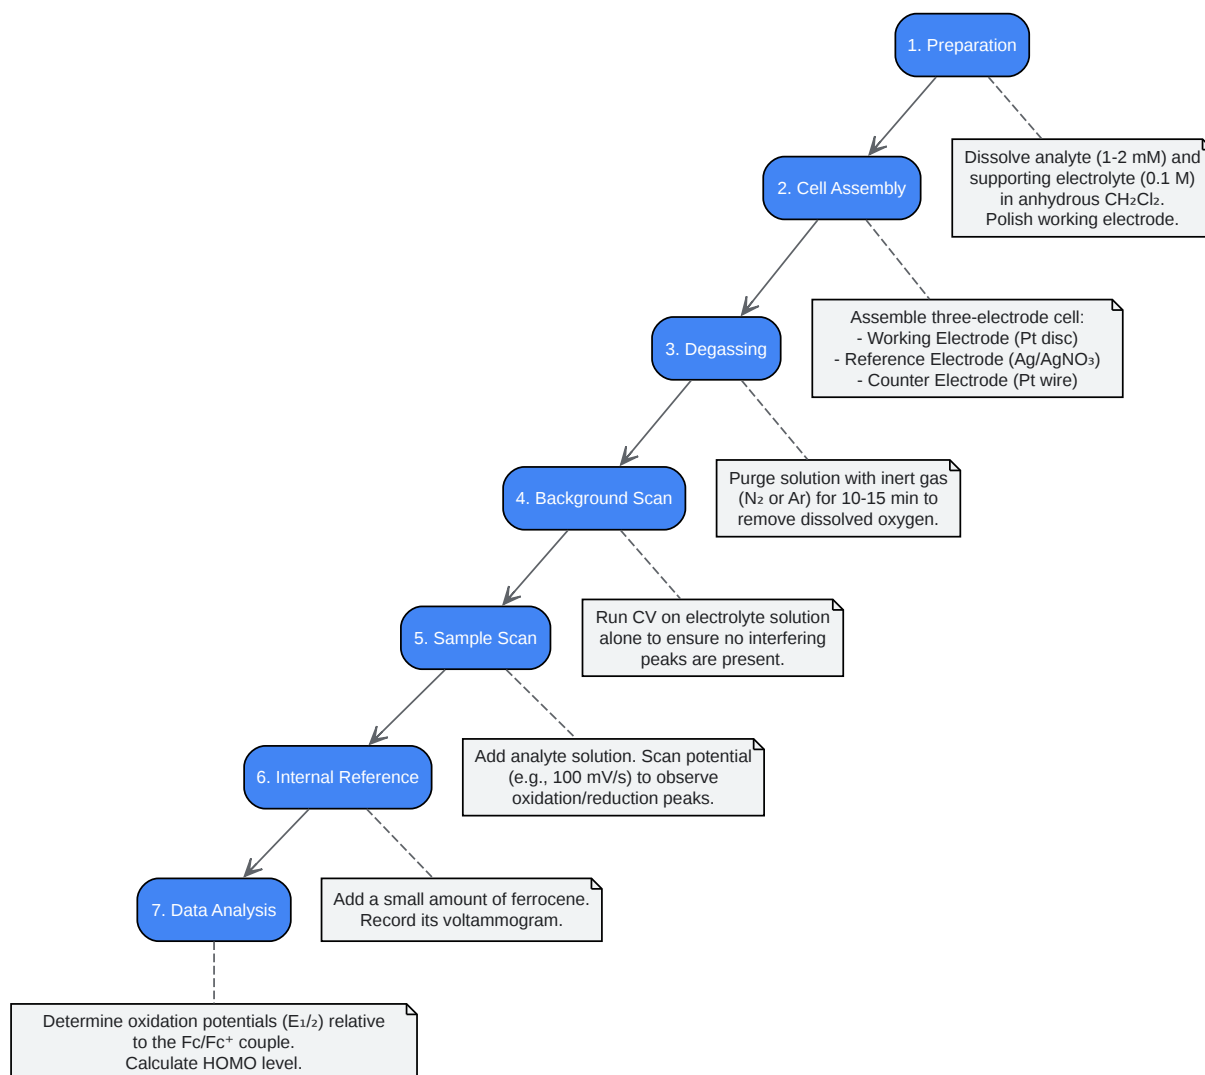 1. Preparation
Dissolve analyte (1-2 mM) and
supporting electrolyte (0.1 M)
in anhydrous CH₂Cl₂.
Polish working electrode.
2. Cell Assembly
Assemble three-electrode cell:
- Working Electrode (Pt disc)
- Reference Electrode (Ag/AgNO₃)
- Counter Electrode (Pt wire)
3. Degassing
Purge solution with inert gas
(N₂ or Ar) for 10-15 min to
remove dissolved oxygen.
4. Background Scan
Run CV on electrolyte solution
alone to ensure no interfering
peaks are present.
5. Sample Scan
Add analyte solution. Scan potential
(e.g., 100 mV/s) to observe
oxidation/reduction peaks.
6. Internal Reference
Add a small amount of ferrocene.
Record its voltammogram.
7. Data Analysis
Determine oxidation potentials (E₁/₂) relative
to the Fc/Fc⁺ couple.
Calculate HOMO level.